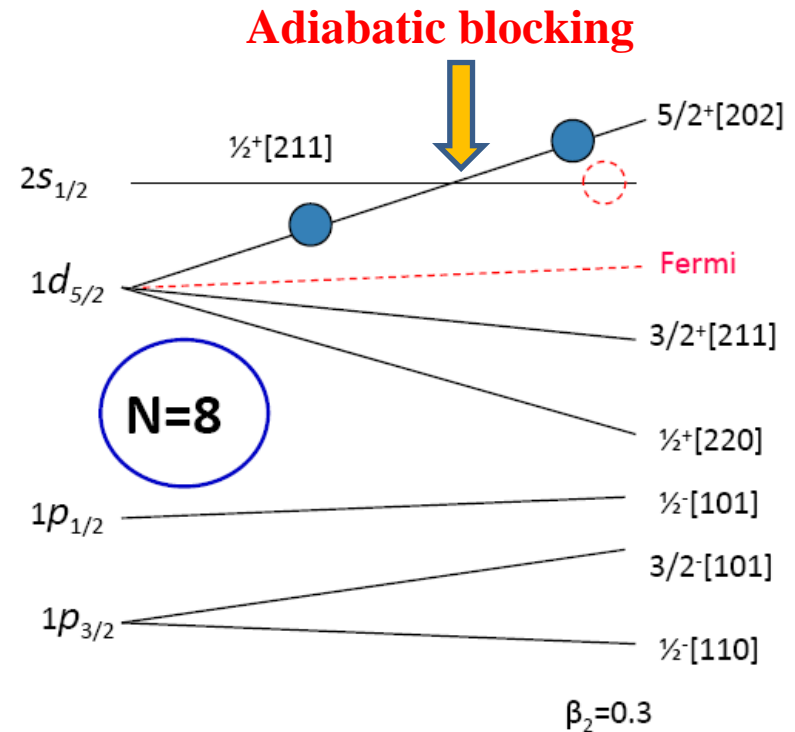 Adiabatic blocking
5/2⁺[202]
½⁺[211]
2s₁/₂
Fermi
1d₅/₂
3/2⁺[211]
N=8
½⁺[220]
½⁻[101]
1p₁/₂
3/2⁻[101]
1p₃/₂
½⁻[110]
β₂=0.3